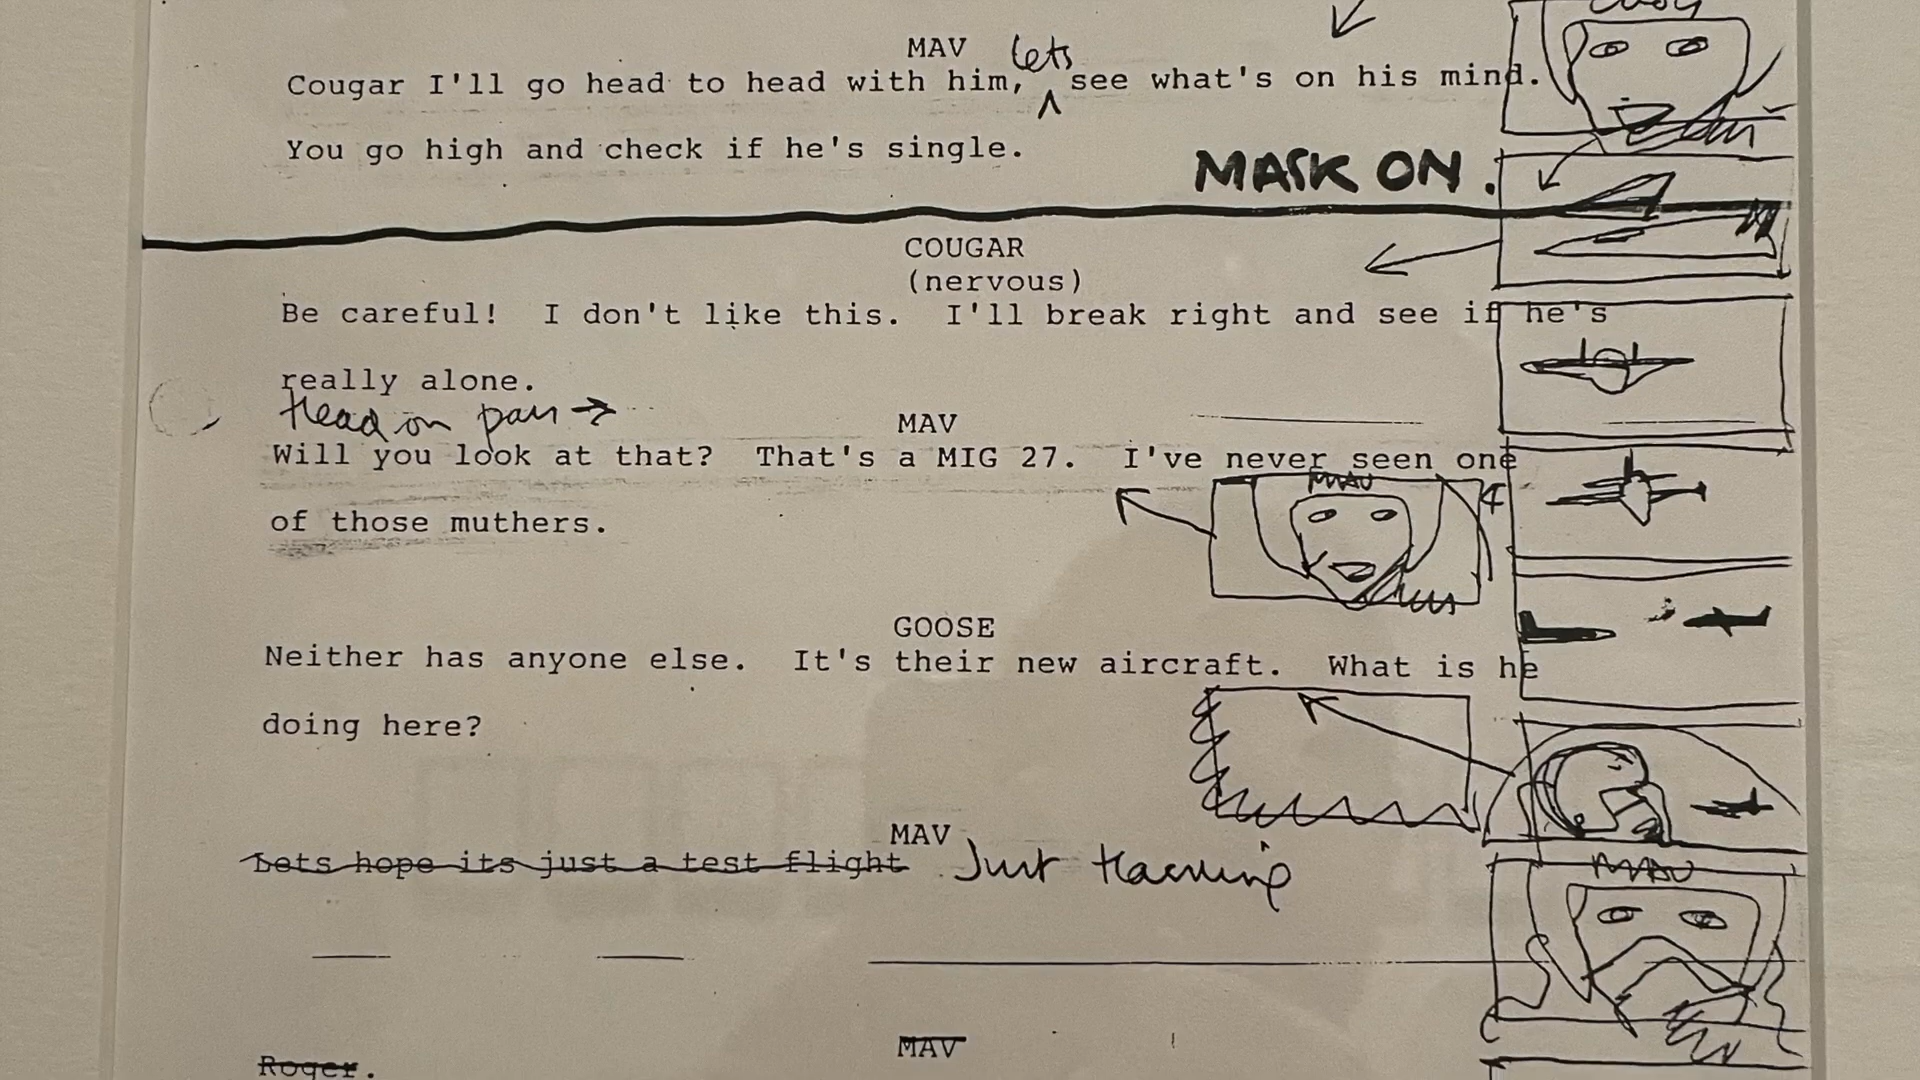 MAV
lets
Cougar I'll go head to head with him, see what's on his mind.
You go high and check if he's single.
MASK ON.
COUGAR
(nervous)
Be careful! I don't like this. I'll break right and see if he's
really alone.
Head on pan →
MAV
Will you look at that? That's a MIG 27. I've never seen one
of those muthers.
MAV
GOOSE
Neither has anyone else. It's their new aircraft. What is he
doing here?
MAV
Lets hope its just a test flight Just
MAV
MAV
Roger.